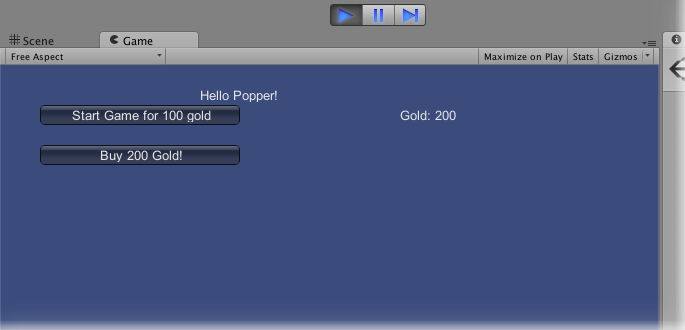 Scene Game
Free Aspect Maximize on Play Stats Gizmos
Hello Popper!
Start Game for 100 gold Gold: 200
Buy 200 Gold!